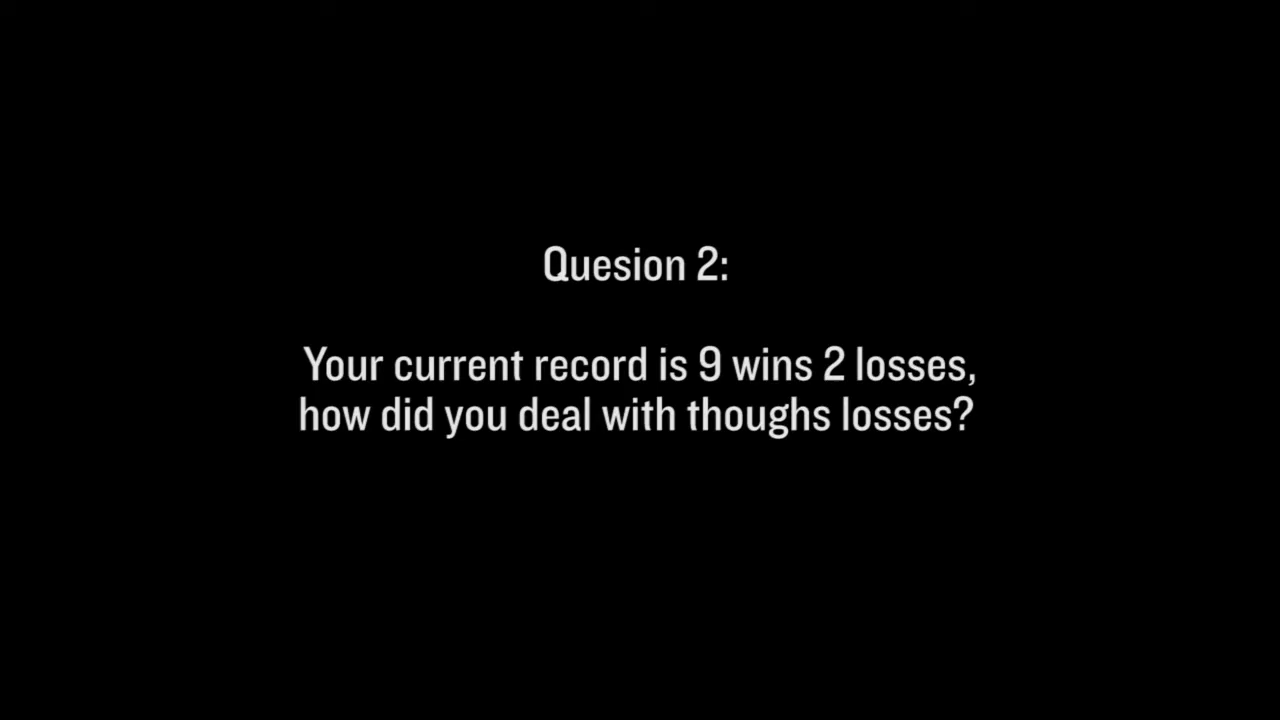 Quesion 2:
Your current record is 9 wins 2 losses,
how did you deal with thoughs losses?